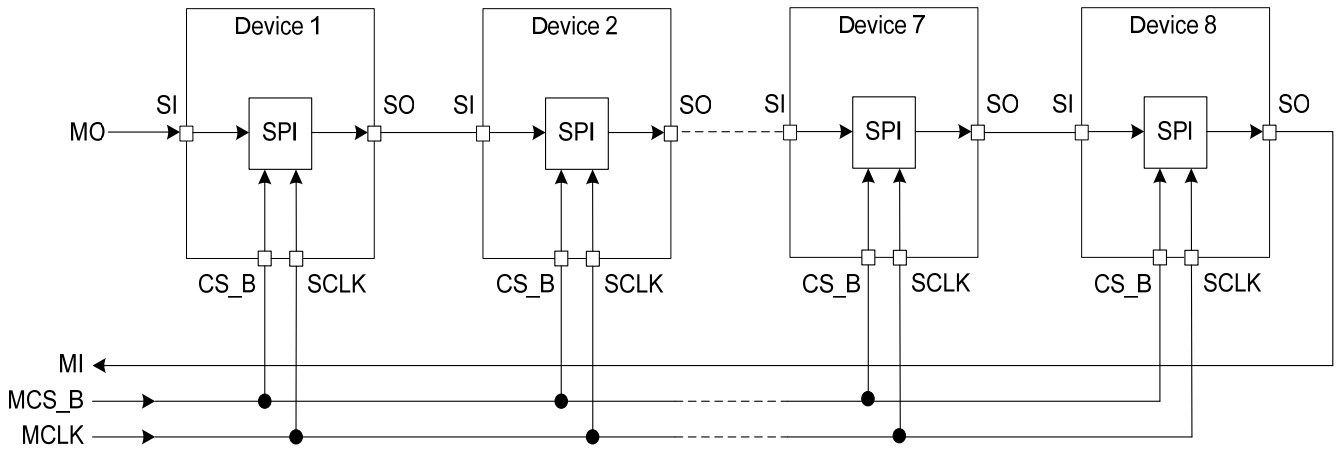 Device 1 Device 2 Device 7 Device 8
SI SO SI SO SI SO SI SO
MO SPI SPI SPI SPI
CS_B SCLK CS_B SCLK CS_B SCLK CS_B SCLK
MI
MCS_B
MCLK